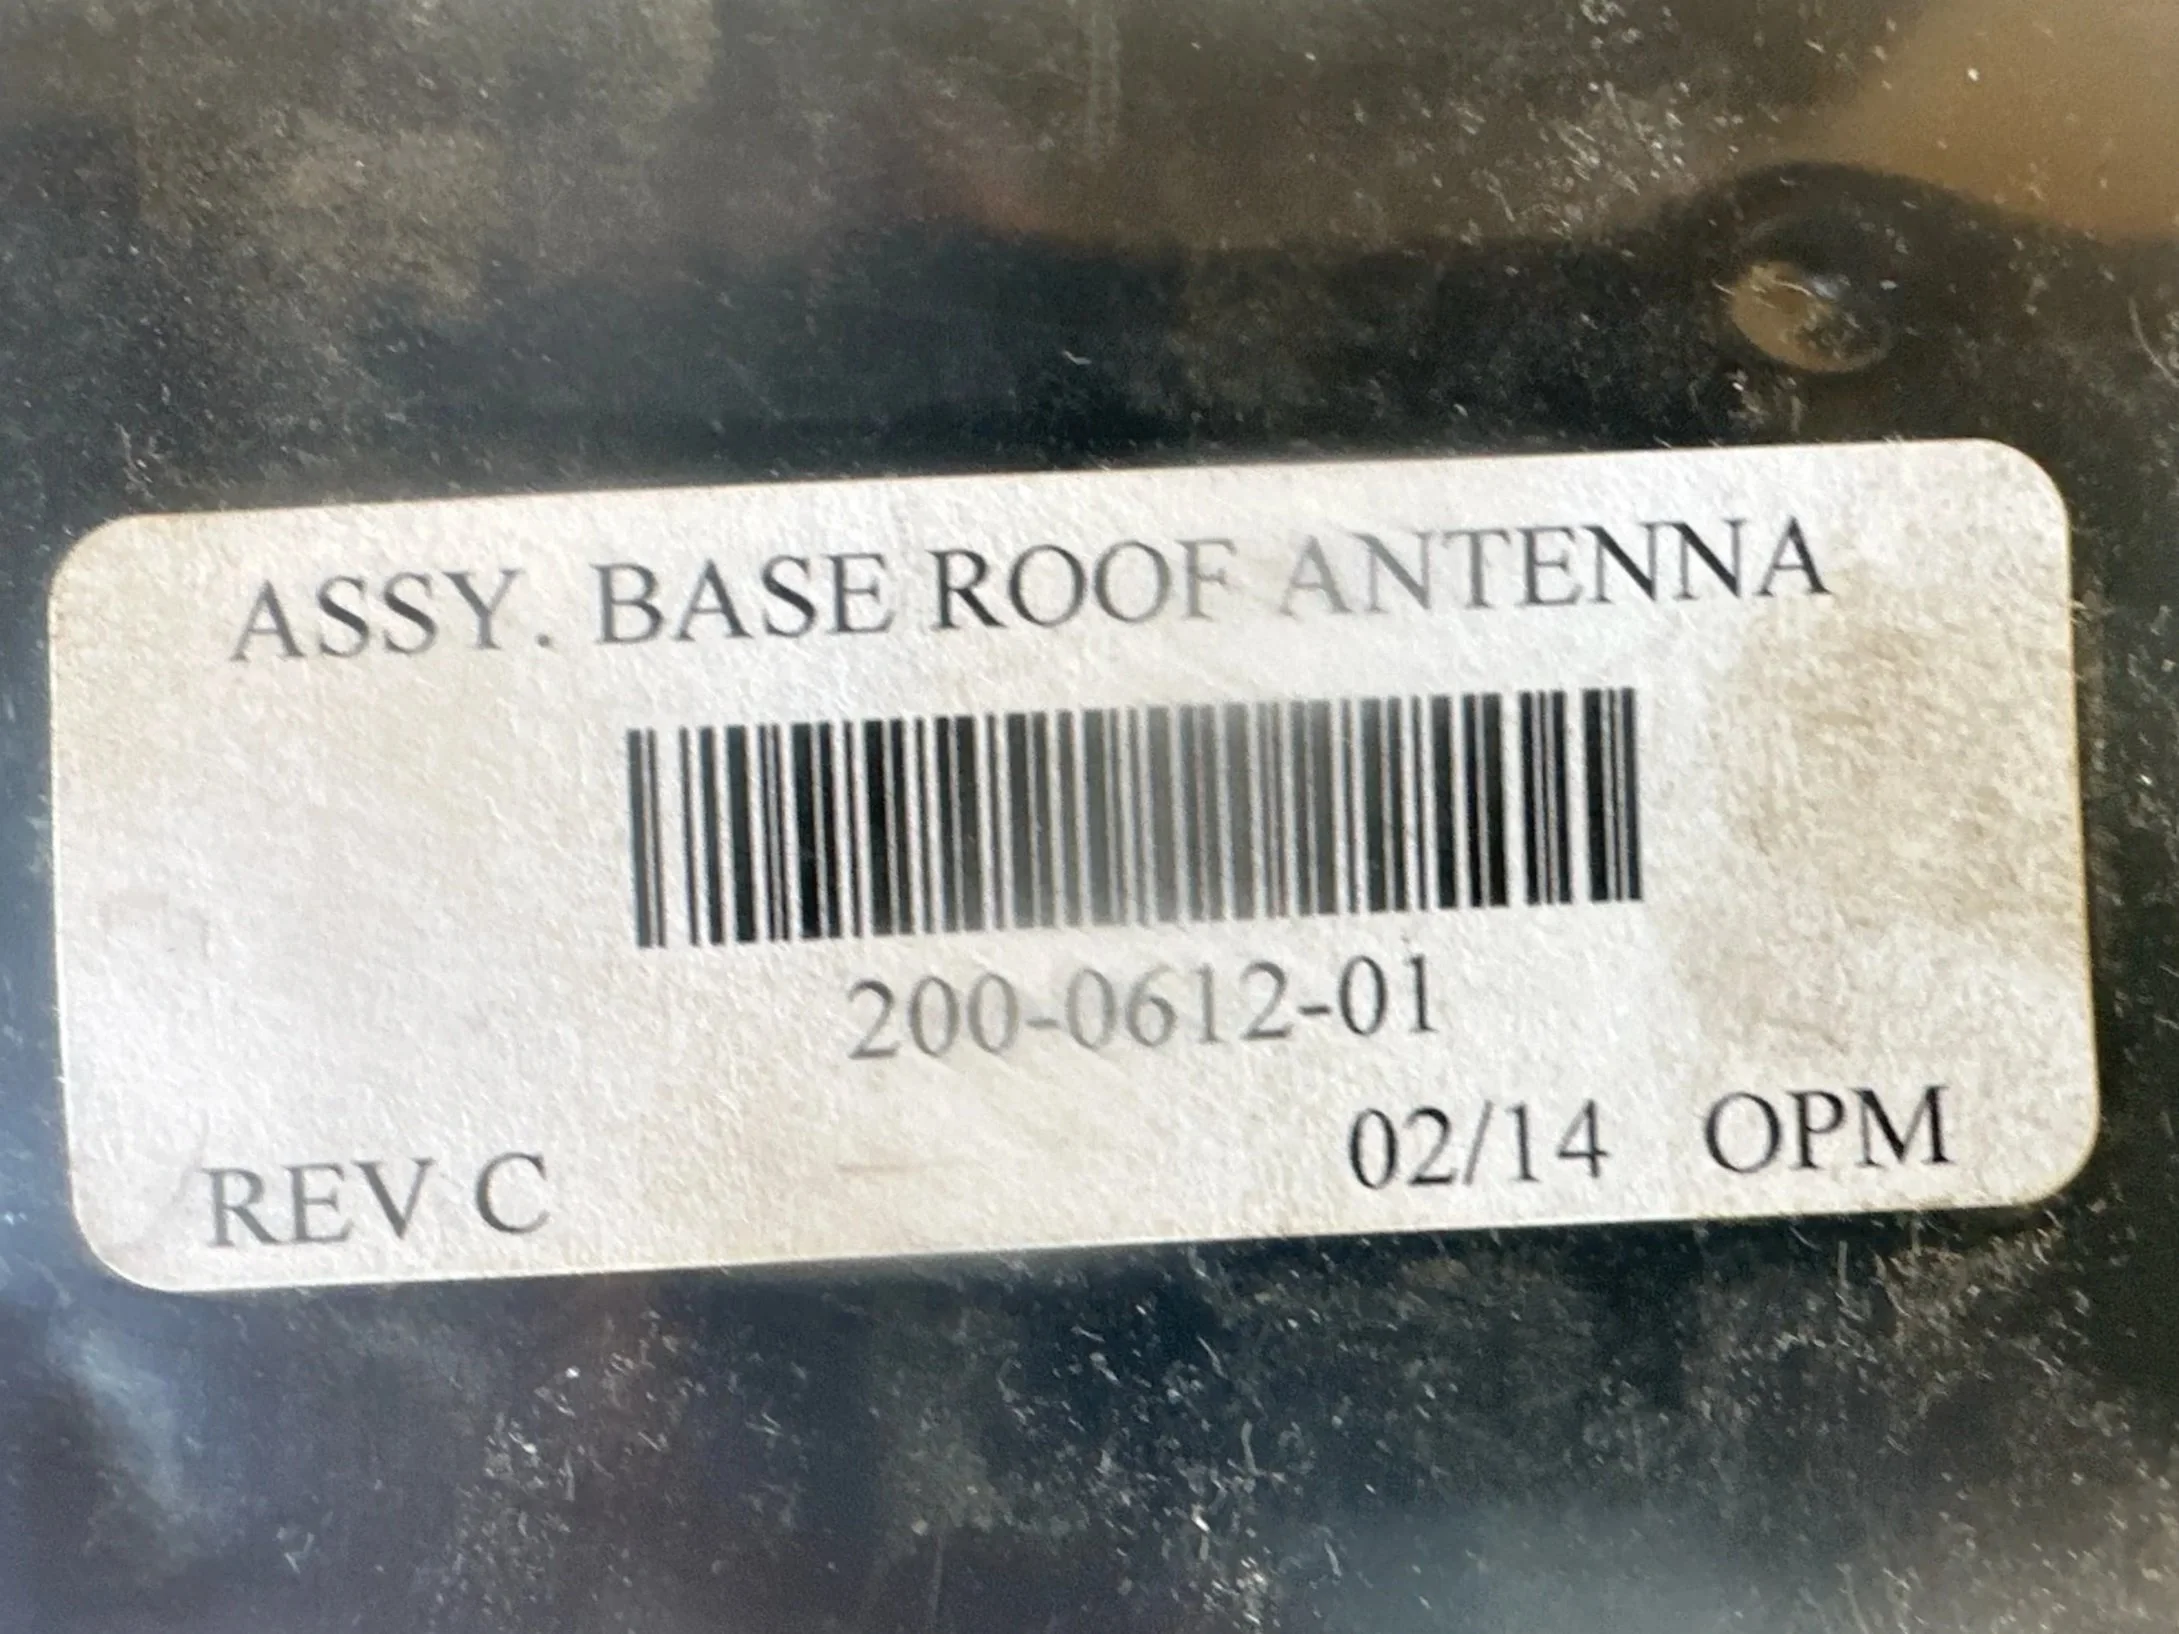 ASSY. BASE ROOF ANTENNA
200-0612-01
REV C 02/14 OPM